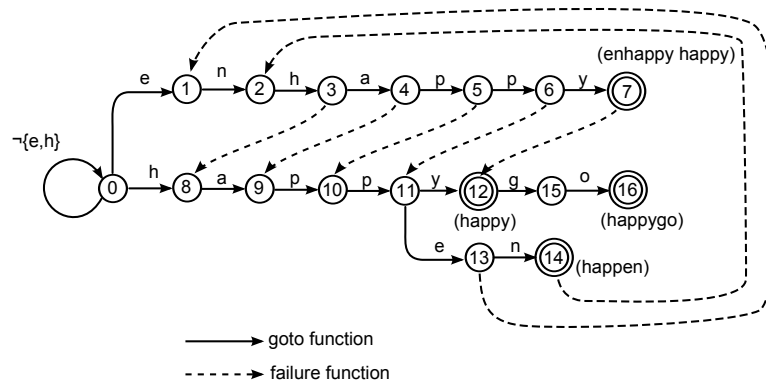 (enhappy happy)
e
1
n
2
h
3
a
4
p
5
p
6
y
7
¬{e,h}
0
h
8
a
9
p
10
p
11
y
12
g
15
o
16
(happy)
(happygo)
e
13
n
14
(happen)
goto function
failure function